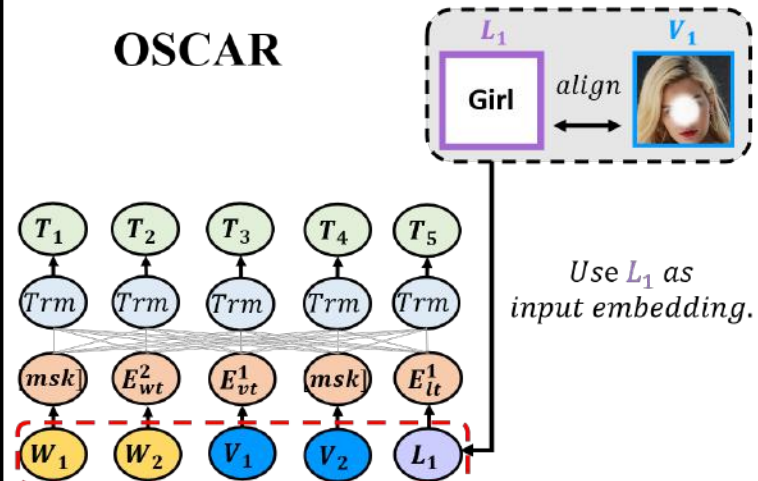 OSCAR
L₁ V₁
Girl align
T₁ T₂ T₃ T₄ T₅
Trm Trm Trm Trm Trm
Use L₁ as
input embedding.
[msk] E²wt E¹vt [msk] E¹lt
W₁ W₂ V₁ V₂ L₁